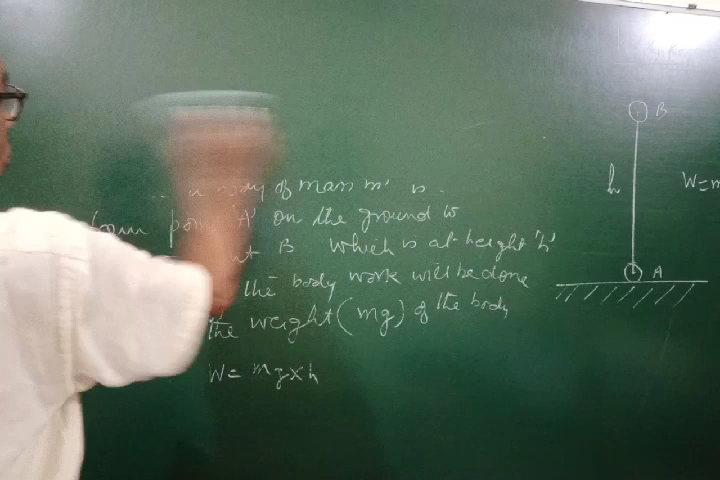 body of mass 'm' is
from point 'A' on the ground to
B which is at height 'h'
the body work will be done
the weight (mg) of the body
W = mg x h
B
h
W=m
A